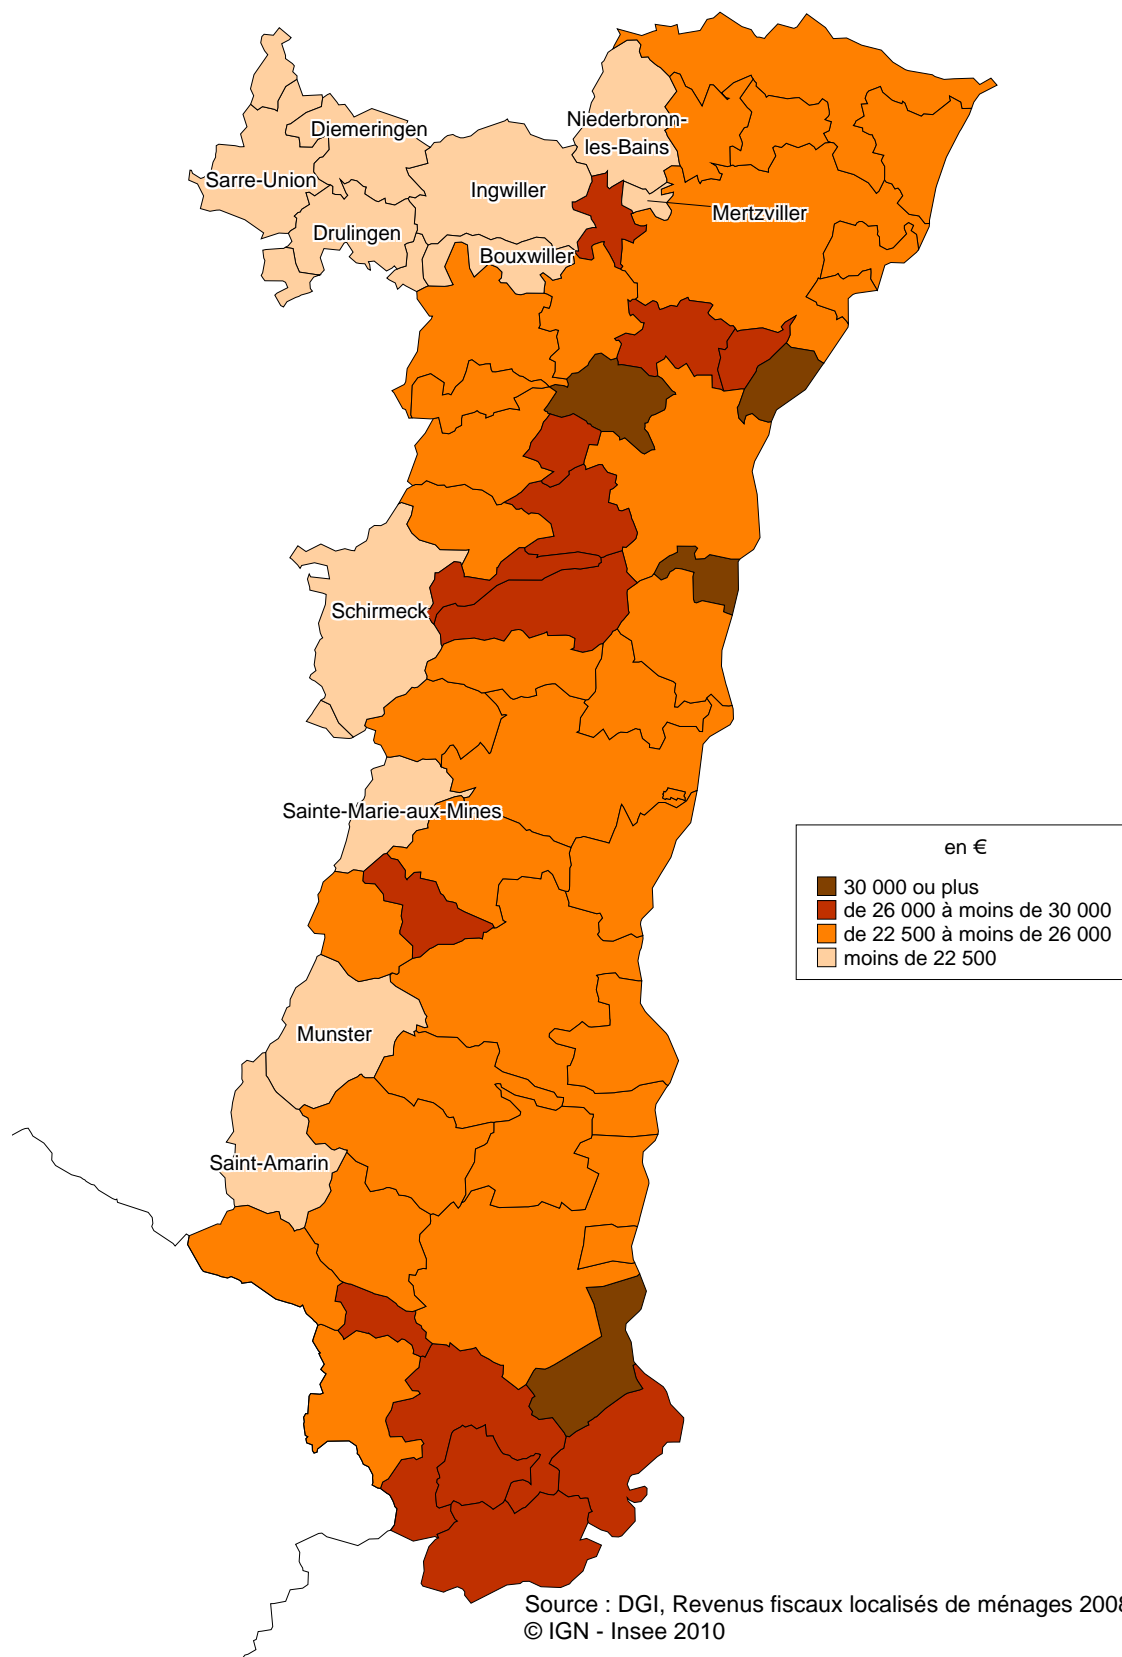 Niederbronn-
les-Bains
Diemeringen
Sarre-Union
Ingwiller
Mertzviller
Drulingen
Bouxwiller
Schirmeck
Sainte-Marie-aux-Mines
en €
30 000 ou plus
de 26 000 à moins de 30 000
de 22 500 à moins de 26 000
moins de 22 500
Munster
Saint-Amarin
Source : DGI, Revenus fiscaux localisés de ménages 2008
© IGN - Insee 2010